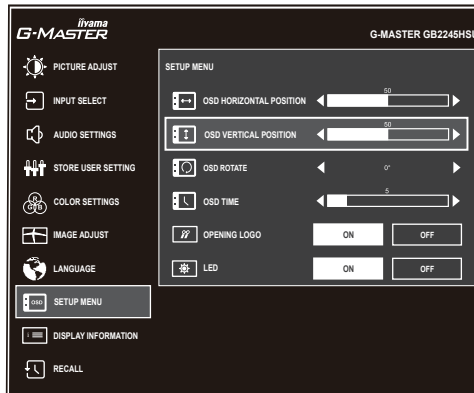 iiyama
G-MASTER
G-MASTER GB2245HSU
PICTURE ADJUST
INPUT SELECT
AUDIO SETTINGS
STORE USER SETTING
COLOR SETTINGS
R
G B
IMAGE ADJUST
LANGUAGE
OSD SETUP MENU
i DISPLAY INFORMATION
RECALL
SETUP MENU
OSD HORIZONTAL POSITION 50
OSD VERTICAL POSITION 50
OSD ROTATE 0°
OSD TIME 5
OPENING LOGO ON OFF
LED ON OFF